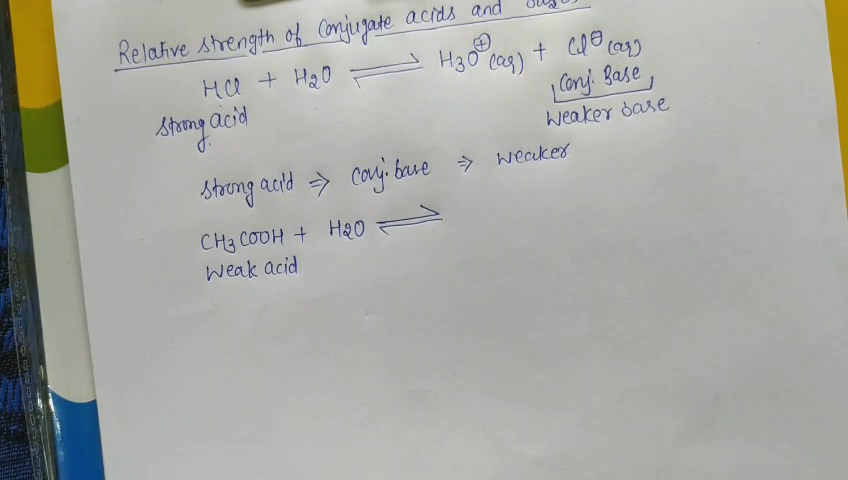 Relative strength of Conjugate acids and bases
HCl + H2O ⇌ H3O⊕(aq) + Cl⊖(aq)
Strong acid
Conj. Base
Weaker base
Strong acid ⇒ Conj. base ⇒ weaker
CH3COOH + H2O ⇌
Weak acid